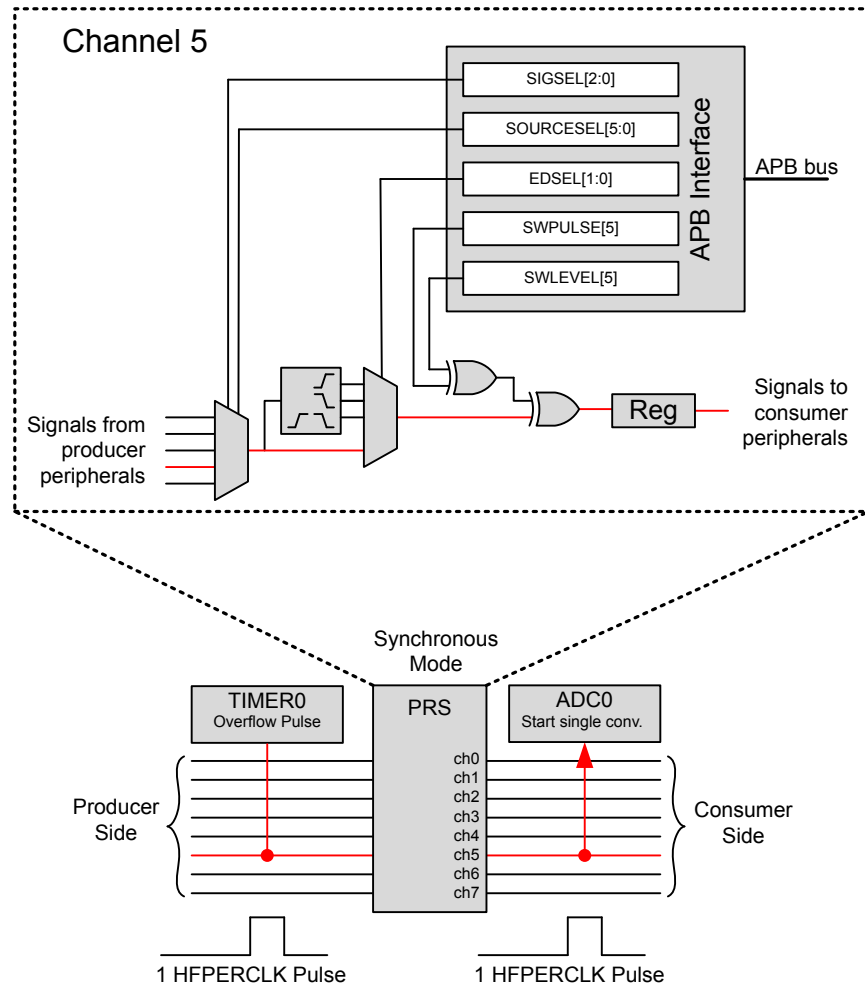 Channel 5
SIGSEL[2:0]
SOURCESEL[5:0]
EDSEL[1:0]
SWPULSE[5]
SWLEVEL[5]
APB Interface
APB bus
Signals from
producer
peripherals
Reg
Signals to
consumer
peripherals
Synchronous
Mode
TIMER0
Overflow Pulse
PRS
ADC0
Start single conv.
ch0
ch1
ch2
ch3
ch4
ch5
ch6
ch7
Producer
Side
Consumer
Side
1 HFPERCLK Pulse
1 HFPERCLK Pulse